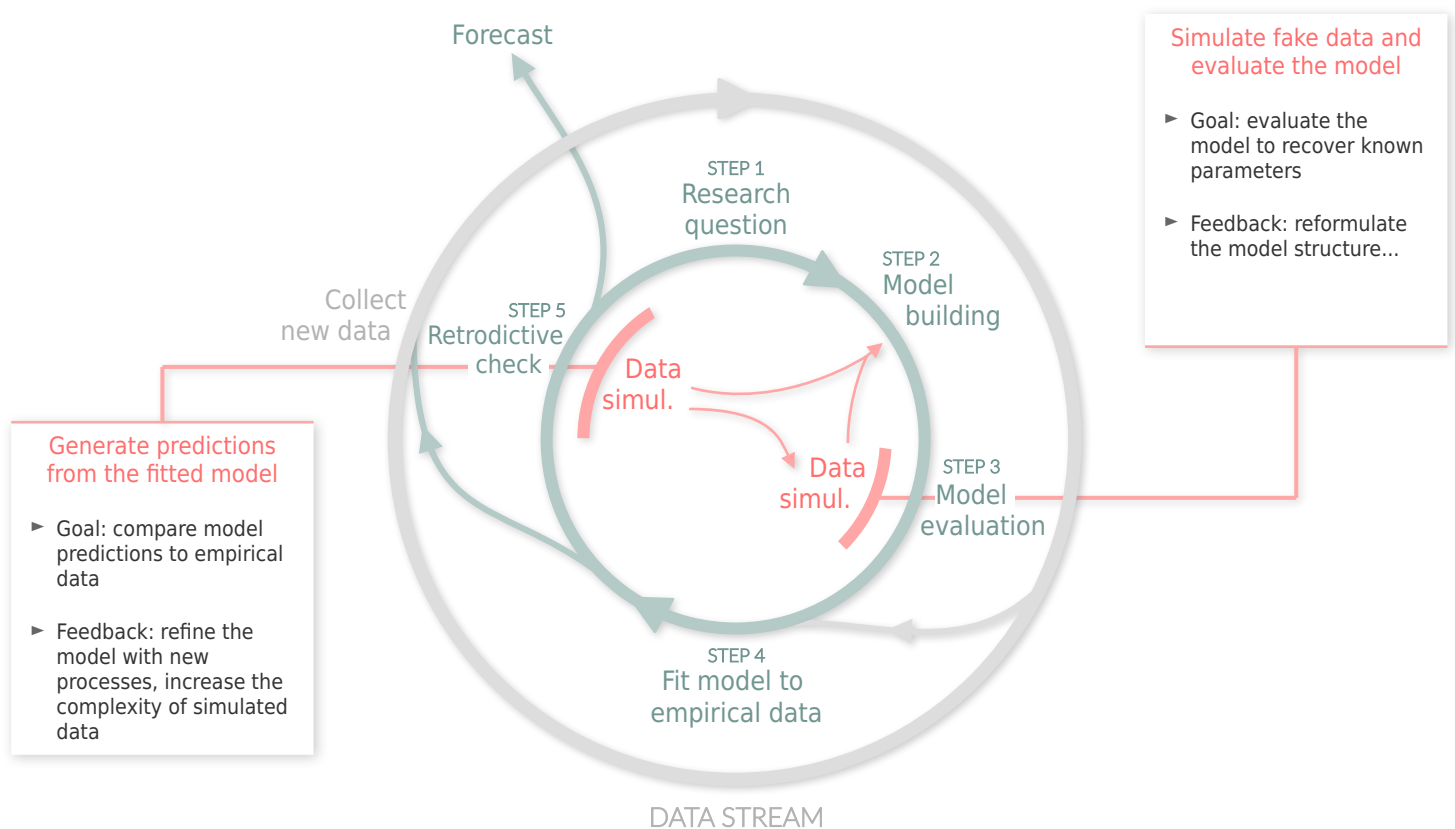 Forecast
Simulate fake data and
evaluate the model
► Goal: evaluate the
model to recover known
parameters
► Feedback: reformulate
the model structure...
STEP 1
Research
question
STEP 2
Model
building
Collect
new data
STEP 5
Retrodictive
check
Data
simul.
Data
simul.
STEP 3
Model
evaluation
Generate predictions
from the fitted model
► Goal: compare model
predictions to empirical
data
► Feedback: refine the
model with new
processes, increase the
complexity of simulated
data
STEP 4
Fit model to
empirical data
DATA STREAM